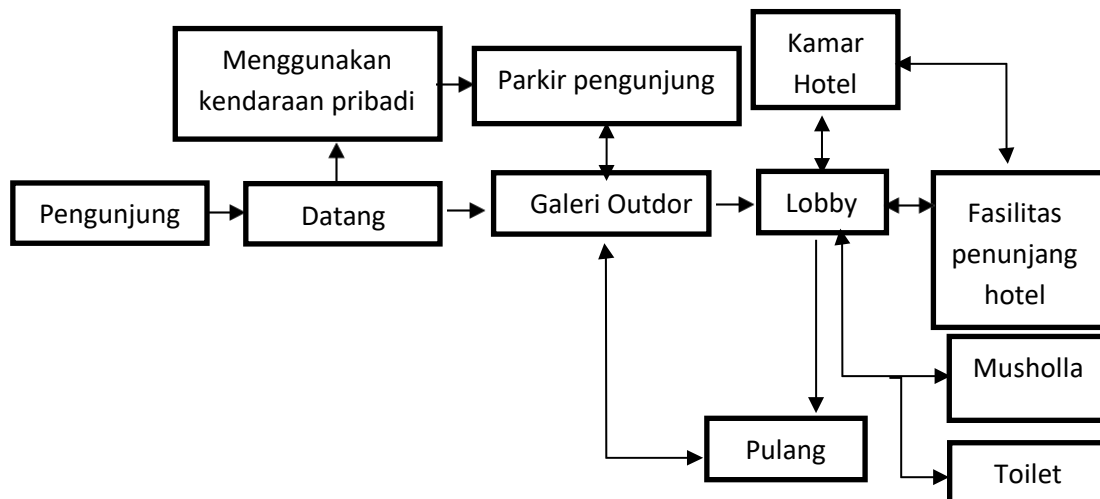 Menggunakan
kendaraan pribadi
Parkir pengunjung
Kamar
Hotel
Pengunjung
Datang
Galeri Outdor
Lobby
Fasilitas
penunjang
hotel
Musholla
Pulang
Toilet